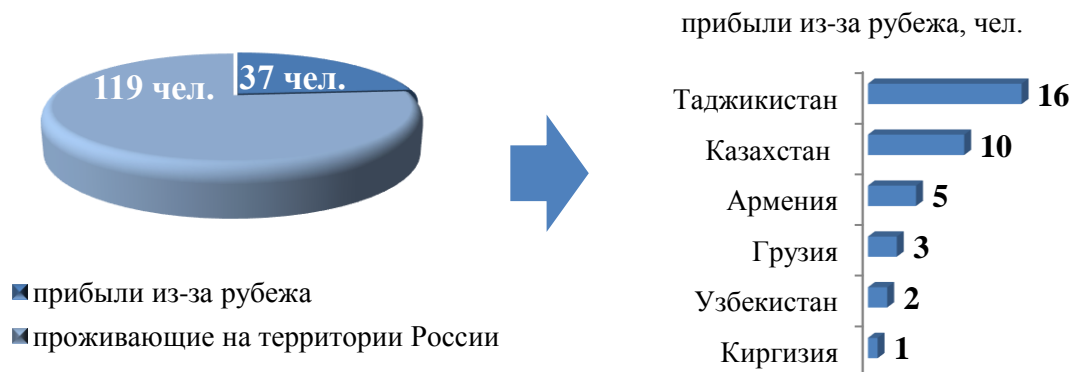 119 чел.
37 чел.
прибыли из-за рубежа
проживающие на территории России
прибыли из-за рубежа, чел.
Таджикистан 16
Казахстан 10
Армения 5
Грузия 3
Узбекистан 2
Киргизия 1